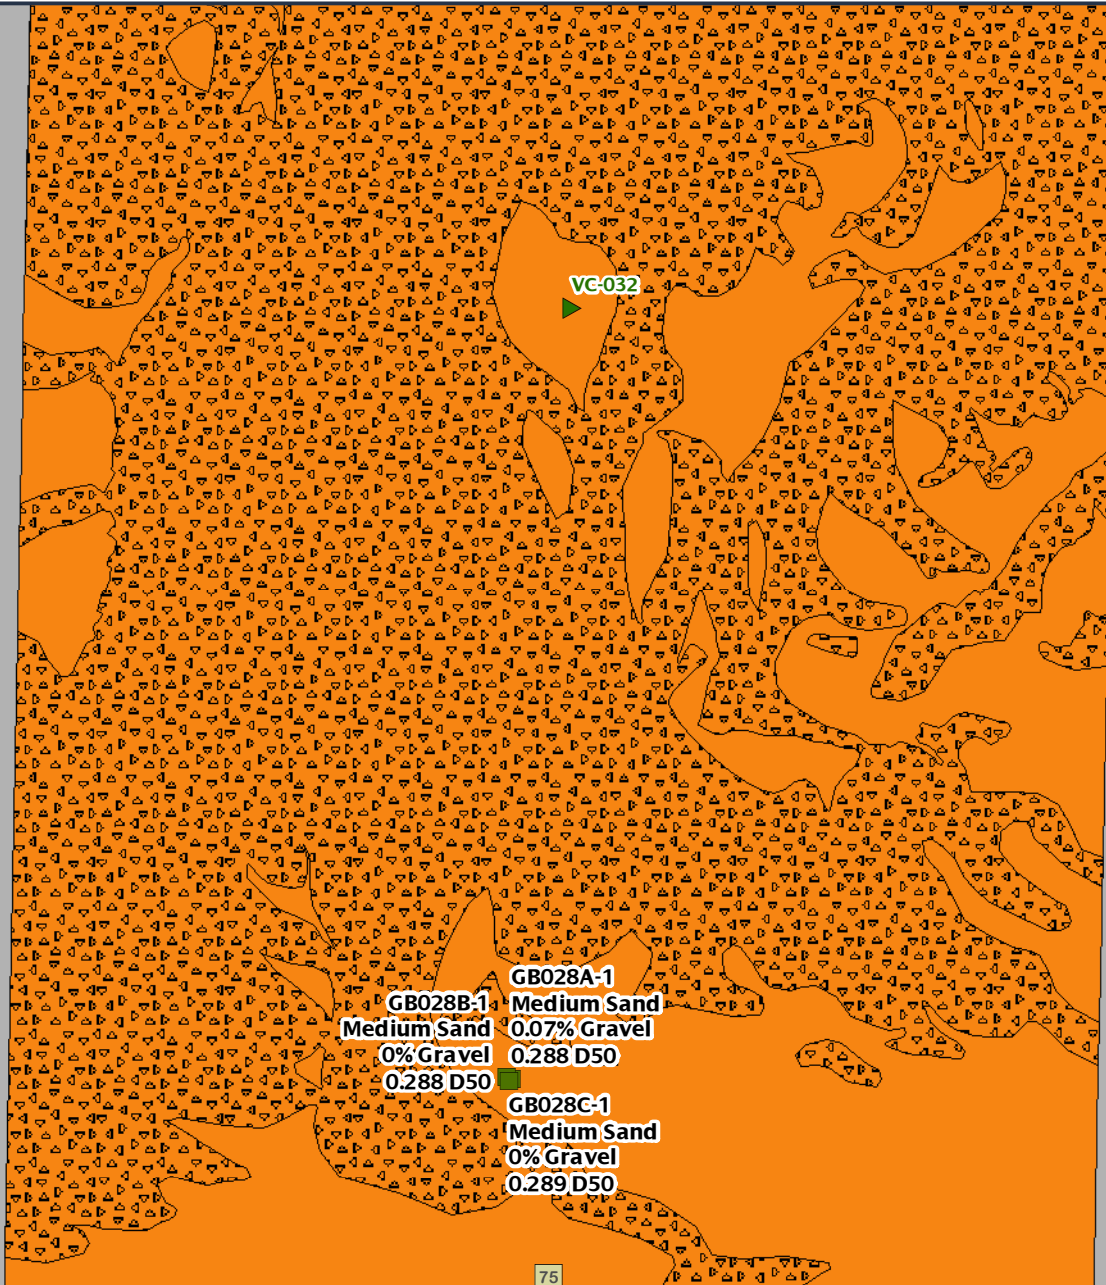 VC-032
GB028A-1
Medium Sand
0.07% Gravel
0.288 D50
GB028B-1
Medium Sand
0% Gravel
0.288 D50
GB028C-1
Medium Sand
0% Gravel
0.289 D50
75